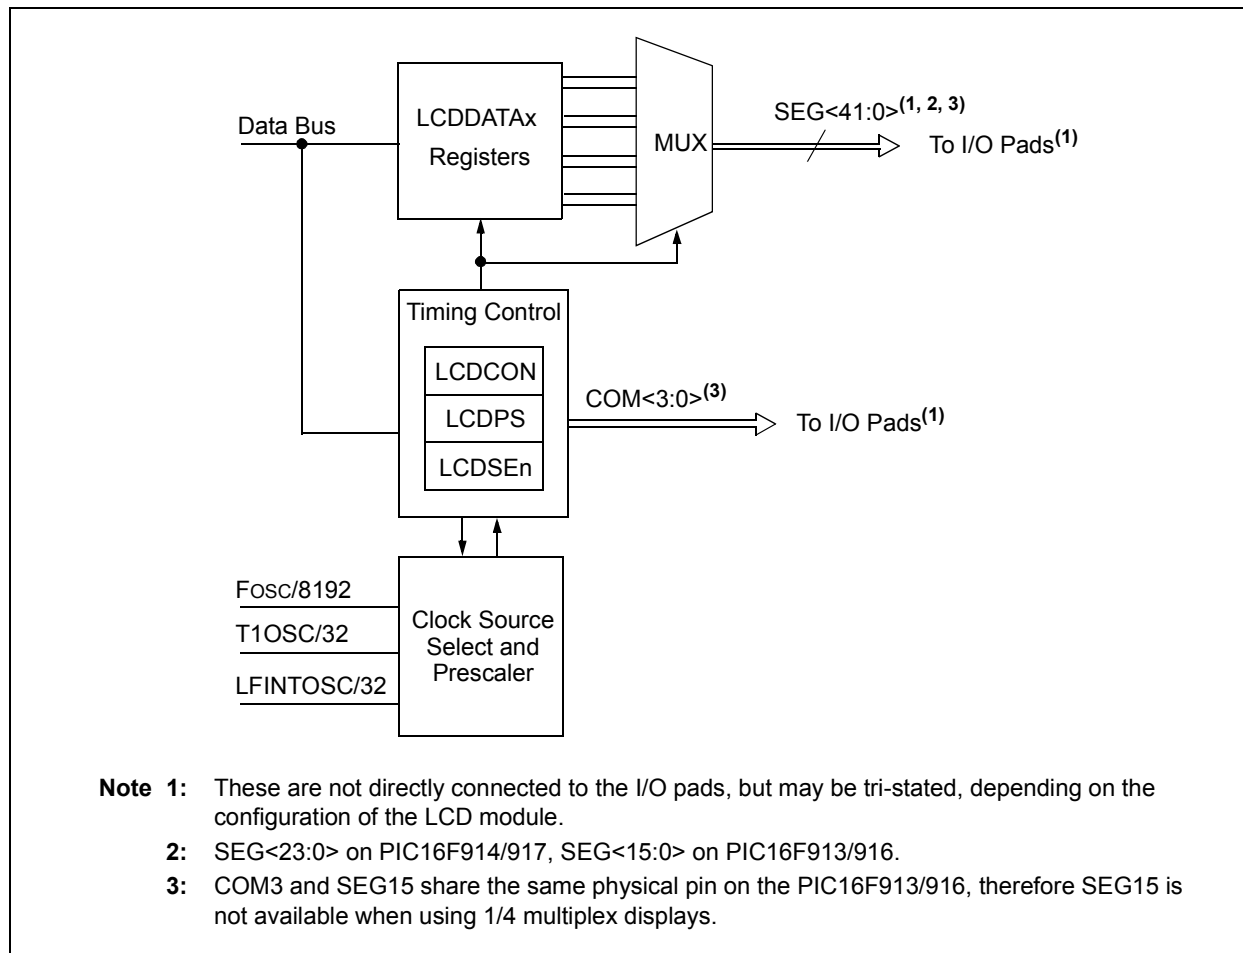 LCDDATAx
Registers
Data Bus
MUX
SEG<41:0>(1, 2, 3)
To I/O Pads(1)
Timing Control
LCDCON
LCDPS
LCDSEn
COM<3:0>(3)
To I/O Pads(1)
FOSC/8192
T1OSC/32
LFINTOSC/32
Clock Source
Select and
Prescaler
Note 1: These are not directly connected to the I/O pads, but may be tri-stated, depending on the
configuration of the LCD module.
2: SEG<23:0> on PIC16F914/917, SEG<15:0> on PIC16F913/916.
3: COM3 and SEG15 share the same physical pin on the PIC16F913/916, therefore SEG15 is
not available when using 1/4 multiplex displays.